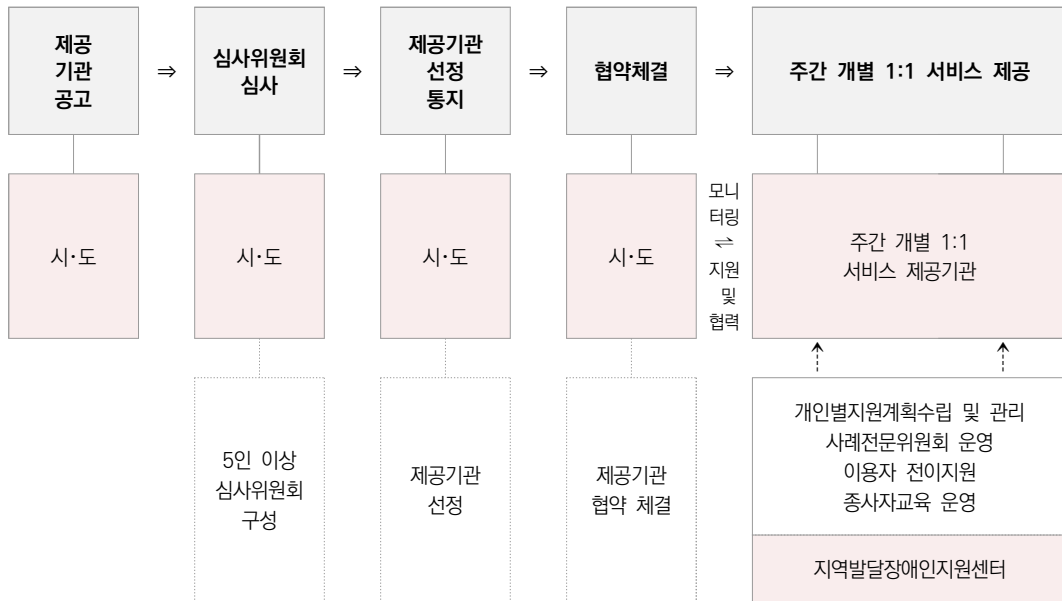 제공
기관
공고
⇒
심사위원회
심사
⇒
제공기관
선정
통지
⇒
협약체결
⇒
주간 개별 1:1 서비스 제공
시·도
시·도
시·도
시·도
모니
터링
⇌
지원
및
협력
주간 개별 1:1
서비스 제공기관
5인 이상
심사위원회
구성
제공기관
선정
제공기관
협약 체결
개인별지원계획수립 및 관리
사례전문위원회 운영
이용자 전이지원
종사자교육 운영
지역발달장애인지원센터